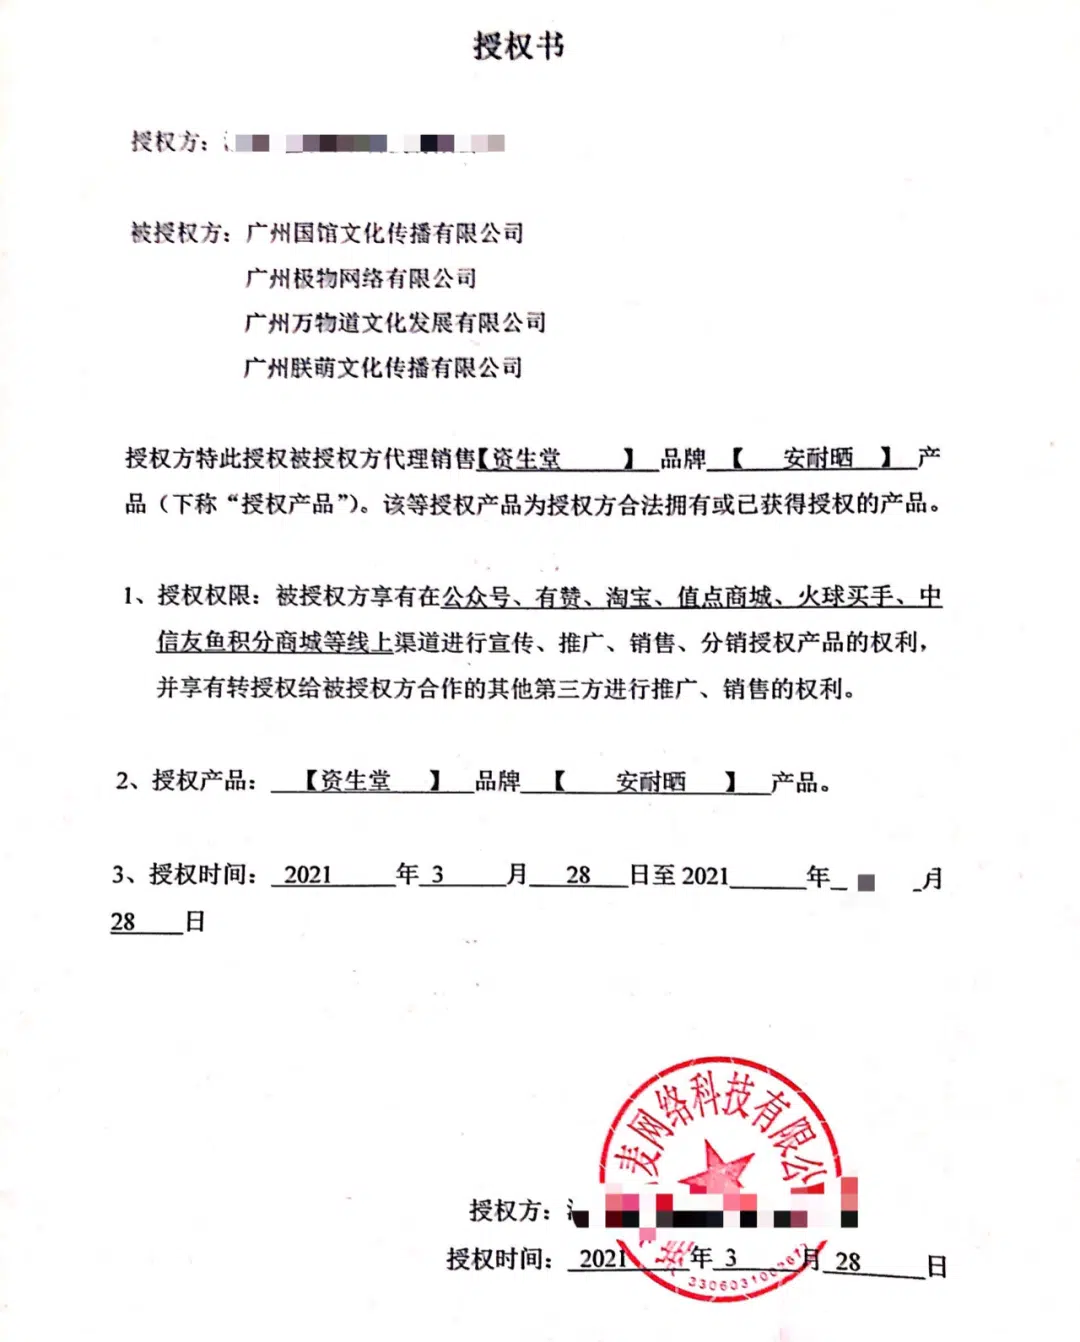 授权书
授权方：
被授权方：广州国馆文化传播有限公司
广州极物网络有限公司
广州万物道文化发展有限公司
广州朕萌文化传播有限公司
授权方特此授权被授权方代理销售【资生堂 】 品牌 【 安耐晒 】 产
品（下称“授权产品”）。该等授权产品为授权方合法拥有或已获得授权的产品。
1、授权权限：被授权方享有在公众号、有赞、淘宝、值点商城、火球买手、中
信友鱼积分商城等线上渠道进行宣传、推广、销售、分销授权产品的权利，
并享有转授权给被授权方合作的其他第三方进行推广、销售的权利。
2、授权产品： 【资生堂 】 品牌 【 安耐晒 】 产品。
3、授权时间： 2021 年 3 月 28 日至 2021 年 月
28 日
麦网络科技有限公
授权方：
授权时间： 2021 年 3 月 28 日